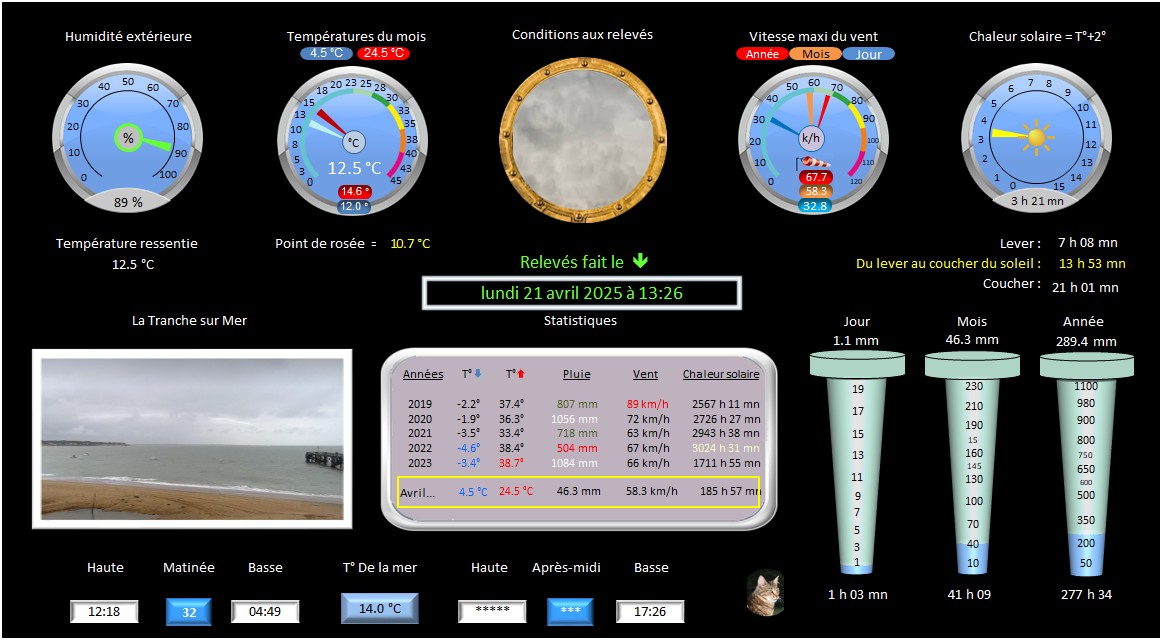 Humidité extérieure
Températures du mois
4.5 °C 24.5 °C
Conditions aux relevés
Vitesse maxi du vent
Année Mois Jour
Chaleur solaire = T°+2°
0 10 20 30 40 50 60 70 80 90 100
%
89 %
0 3 5 8 10 13 15 18 20 23 25 28 30 33 35 38 40 43 45
°C
12.5 °C
14.6 °
12.0 °
0 10 20 30 40 50 60 70 80 90 100 110 120
k/h
67.7
58.3
32.8
0 1 2 3 4 5 6 7 8 9 10 11 12 13 14 15
3 h 21 mn
Température ressentie
12.5 °C
Point de rosée = 10.7 °C
Relevés fait le
lundi 21 avril 2025 à 13:26
Lever : 7 h 08 mn
Du lever au coucher du soleil : 13 h 53 mn
Coucher : 21 h 01 mn
La Tranche sur Mer
Statistiques
Années T° T° Pluie Vent Chaleur solaire
2019 -2.2° 37.4° 807 mm 89 km/h 2567 h 11 mn
2020 -1.9° 36.3° 1056 mm 72 km/h 2726 h 27 mn
2021 -3.5° 33.4° 718 mm 63 km/h 2943 h 38 mn
2022 -4.6° 38.4° 504 mm 67 km/h 3024 h 31 mn
2023 -3.4° 38.7° 1084 mm 66 km/h 1711 h 55 mn
Avril... 4.5 °C 24.5 °C 46.3 mm 58.3 km/h 185 h 57 mn
Jour
1.1 mm
19
17
15
13
11
9
7
5
3
1
1 h 03 mn
Mois
46.3 mm
230
210
190
15
160
145
130
100
70
40
10
41 h 09
Année
289.4 mm
1100
980
900
800
750
650
600
500
350
200
50
277 h 34
Haute Matinée Basse
12:18 32 04:49
T° De la mer
14.0 °C
Haute Après-midi Basse
***** *** 17:26